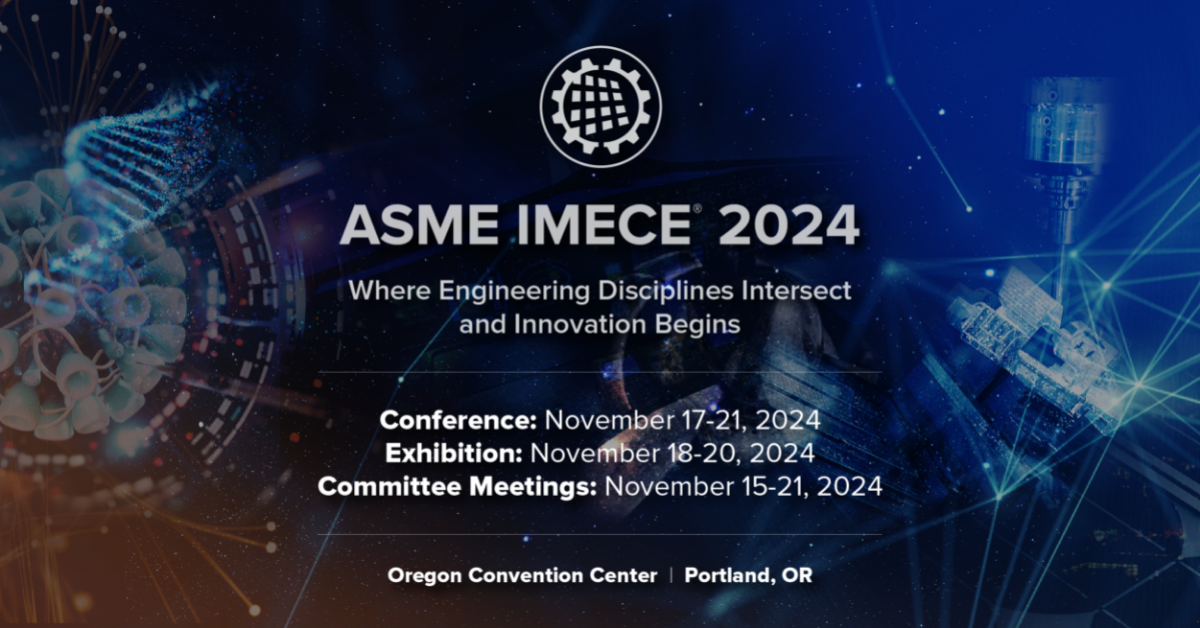 ASME IMECE® 2024
Where Engineering Disciplines Intersect
and Innovation Begins
Conference: November 17-21, 2024
Exhibition: November 18-20, 2024
Committee Meetings: November 15-21, 2024
Oregon Convention Center | Portland, OR